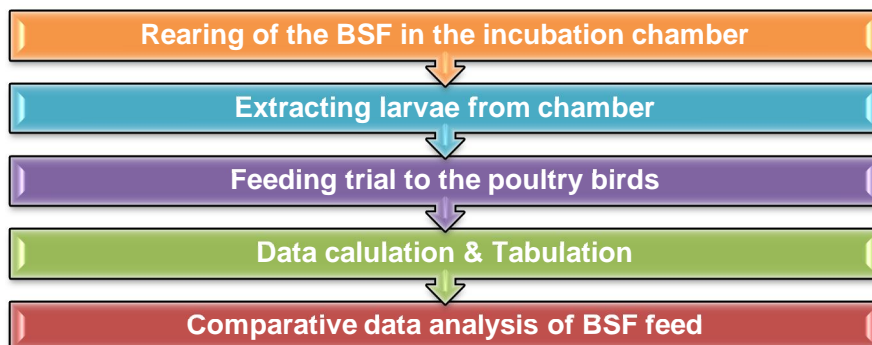 Rearing of the BSF in the incubation chamber
Extracting larvae from chamber
Feeding trial to the poultry birds
Data calulation & Tabulation
Comparative data analysis of BSF feed